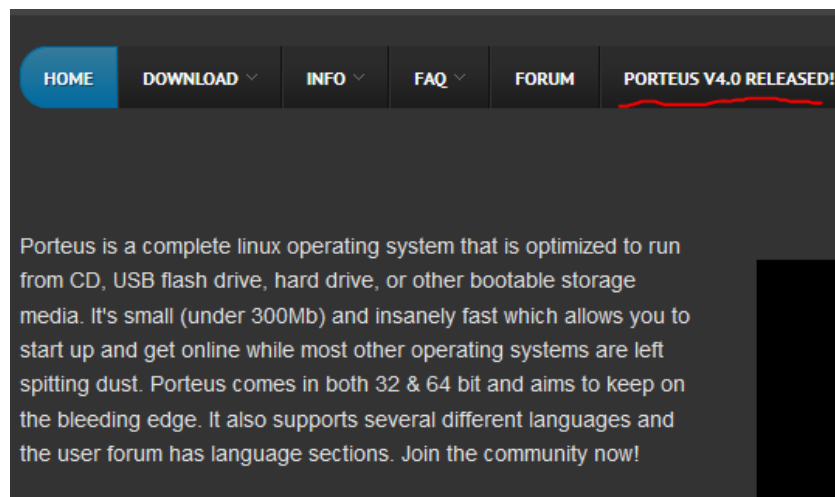 HOME DOWNLOAD INFO FAQ FORUM PORTEUS V4.0 RELEASED!
Porteus is a complete linux operating system that is optimized to run
from CD, USB flash drive, hard drive, or other bootable storage
media. It's small (under 300Mb) and insanely fast which allows you to
start up and get online while most other operating systems are left
spitting dust. Porteus comes in both 32 & 64 bit and aims to keep on
the bleeding edge. It also supports several different languages and
the user forum has language sections. Join the community now!